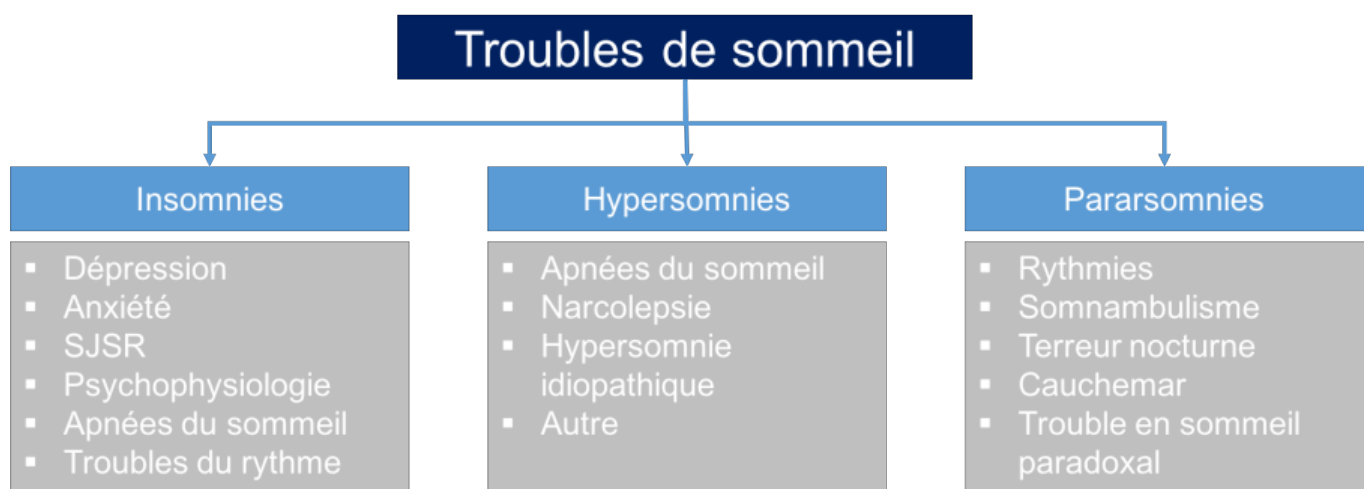 Troubles de sommeil
Insomnies
▪ Dépression
▪ Anxiété
▪ SJSR
▪ Psychophysiologie
▪ Apnées du sommeil
▪ Troubles du rythme
Hypersomnies
▪ Apnées du sommeil
▪ Narcolepsie
▪ Hypersomnie
idiopathique
▪ Autre
Pararsomnies
▪ Rythmies
▪ Somnambulisme
▪ Terreur nocturne
▪ Cauchemar
▪ Trouble en sommeil
paradoxal